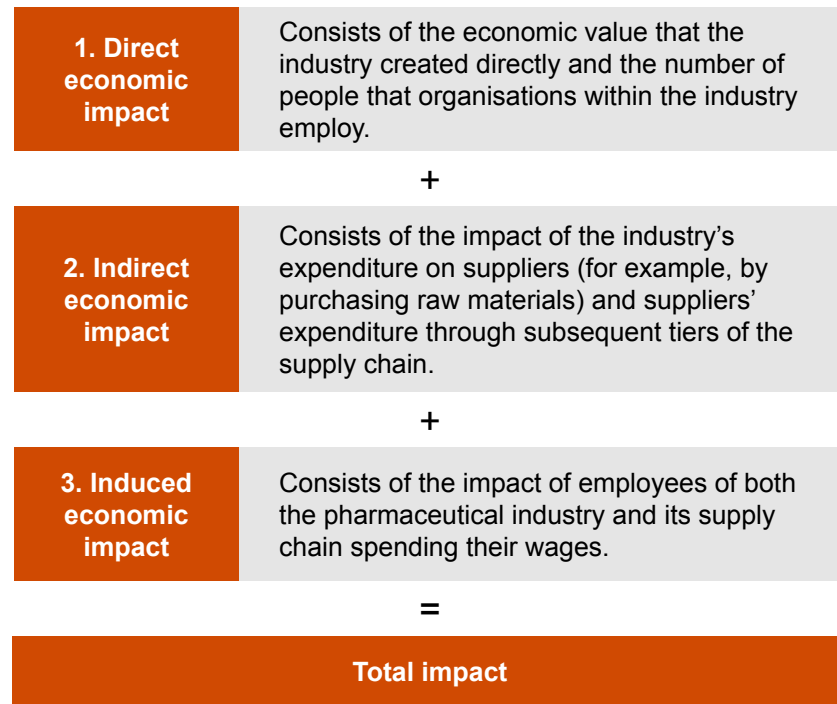 1. Direct
economic
impact
Consists of the economic value that the
industry created directly and the number of
people that organisations within the industry
employ.
+
2. Indirect
economic
impact
Consists of the impact of the industry’s
expenditure on suppliers (for example, by
purchasing raw materials) and suppliers’
expenditure through subsequent tiers of the
supply chain.
+
3. Induced
economic
impact
Consists of the impact of employees of both
the pharmaceutical industry and its supply
chain spending their wages.
=
Total impact